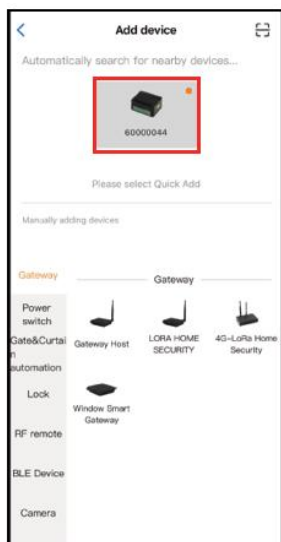 Add device
Automatically search for nearby devices...
60000044
Please select Quick Add
Manually adding devices
Gateway
Gateway
Power
switch
Gate&Curtai
n
automation
Lock
RF remote
BLE Device
Camera
Gateway Host
LORA HOME
SECURITY
4G-LoRa Home
Security
Window Smart
Gateway